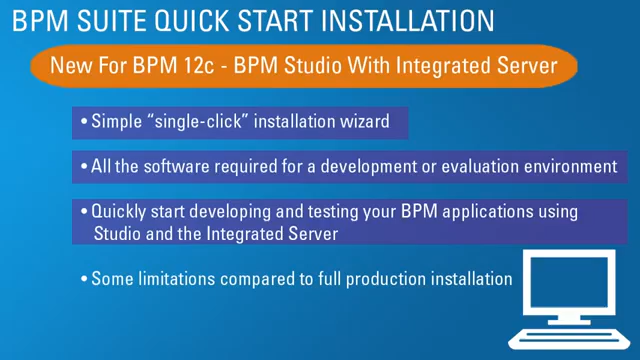 BPM SUITE QUICK START INSTALLATION
New For BPM 12c - BPM Studio With Integrated Server
• Simple “single-click” installation wizard
• All the software required for a development or evaluation environment
• Quickly start developing and testing your BPM applications using
Studio and the Integrated Server
• Some limitations compared to full production installation